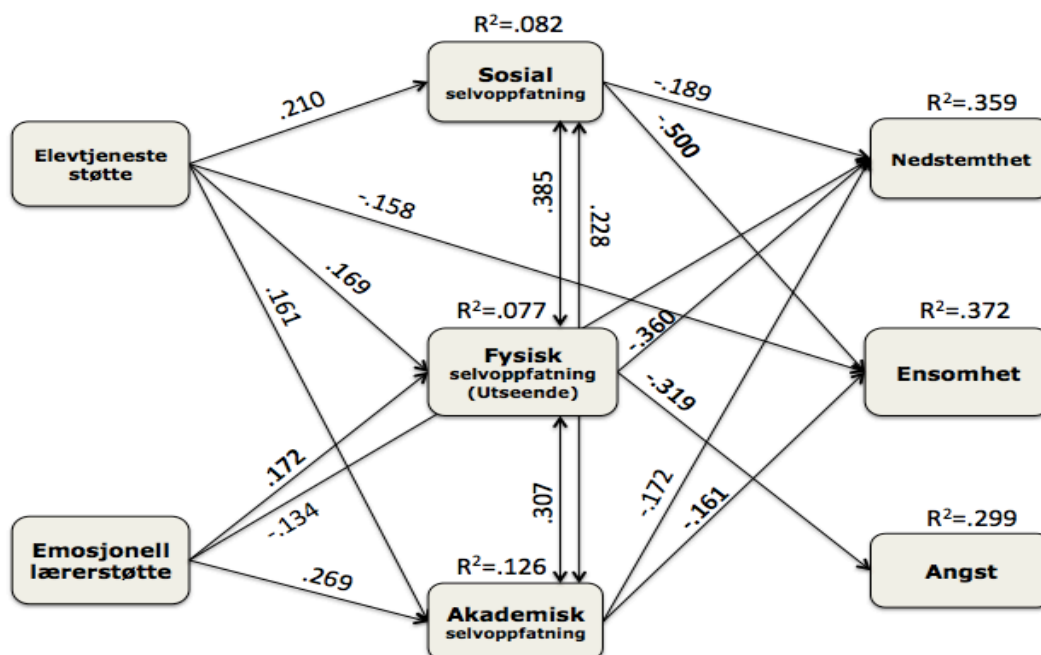 R²=.082
Sosial
selvoppfatning
.210
-.189
-.500
R²=.359
Nedstemthet
Elevtjeneste
støtte
-.158
.385
.228
.169
.161
R²=.077
Fysisk
selvoppfatning
(Utseende)
-.360
-.319
R²=.372
Ensomhet
.172
-.134
.307
-.172
-.161
Emosjonell
lærerstøtte
.269
R²=.126
Akademisk
selvoppfatning
R²=.299
Angst